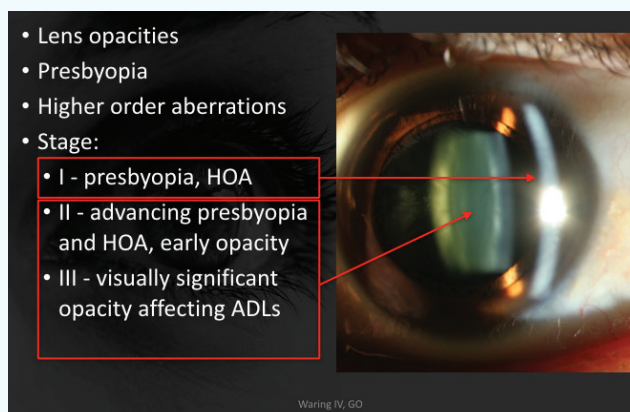 • Lens opacities
• Presbyopia
• Higher order aberrations
• Stage:
• I - presbyopia, HOA
• II - advancing presbyopia
and HOA, early opacity
• III - visually significant
opacity affecting ADLs
Waring IV, GO